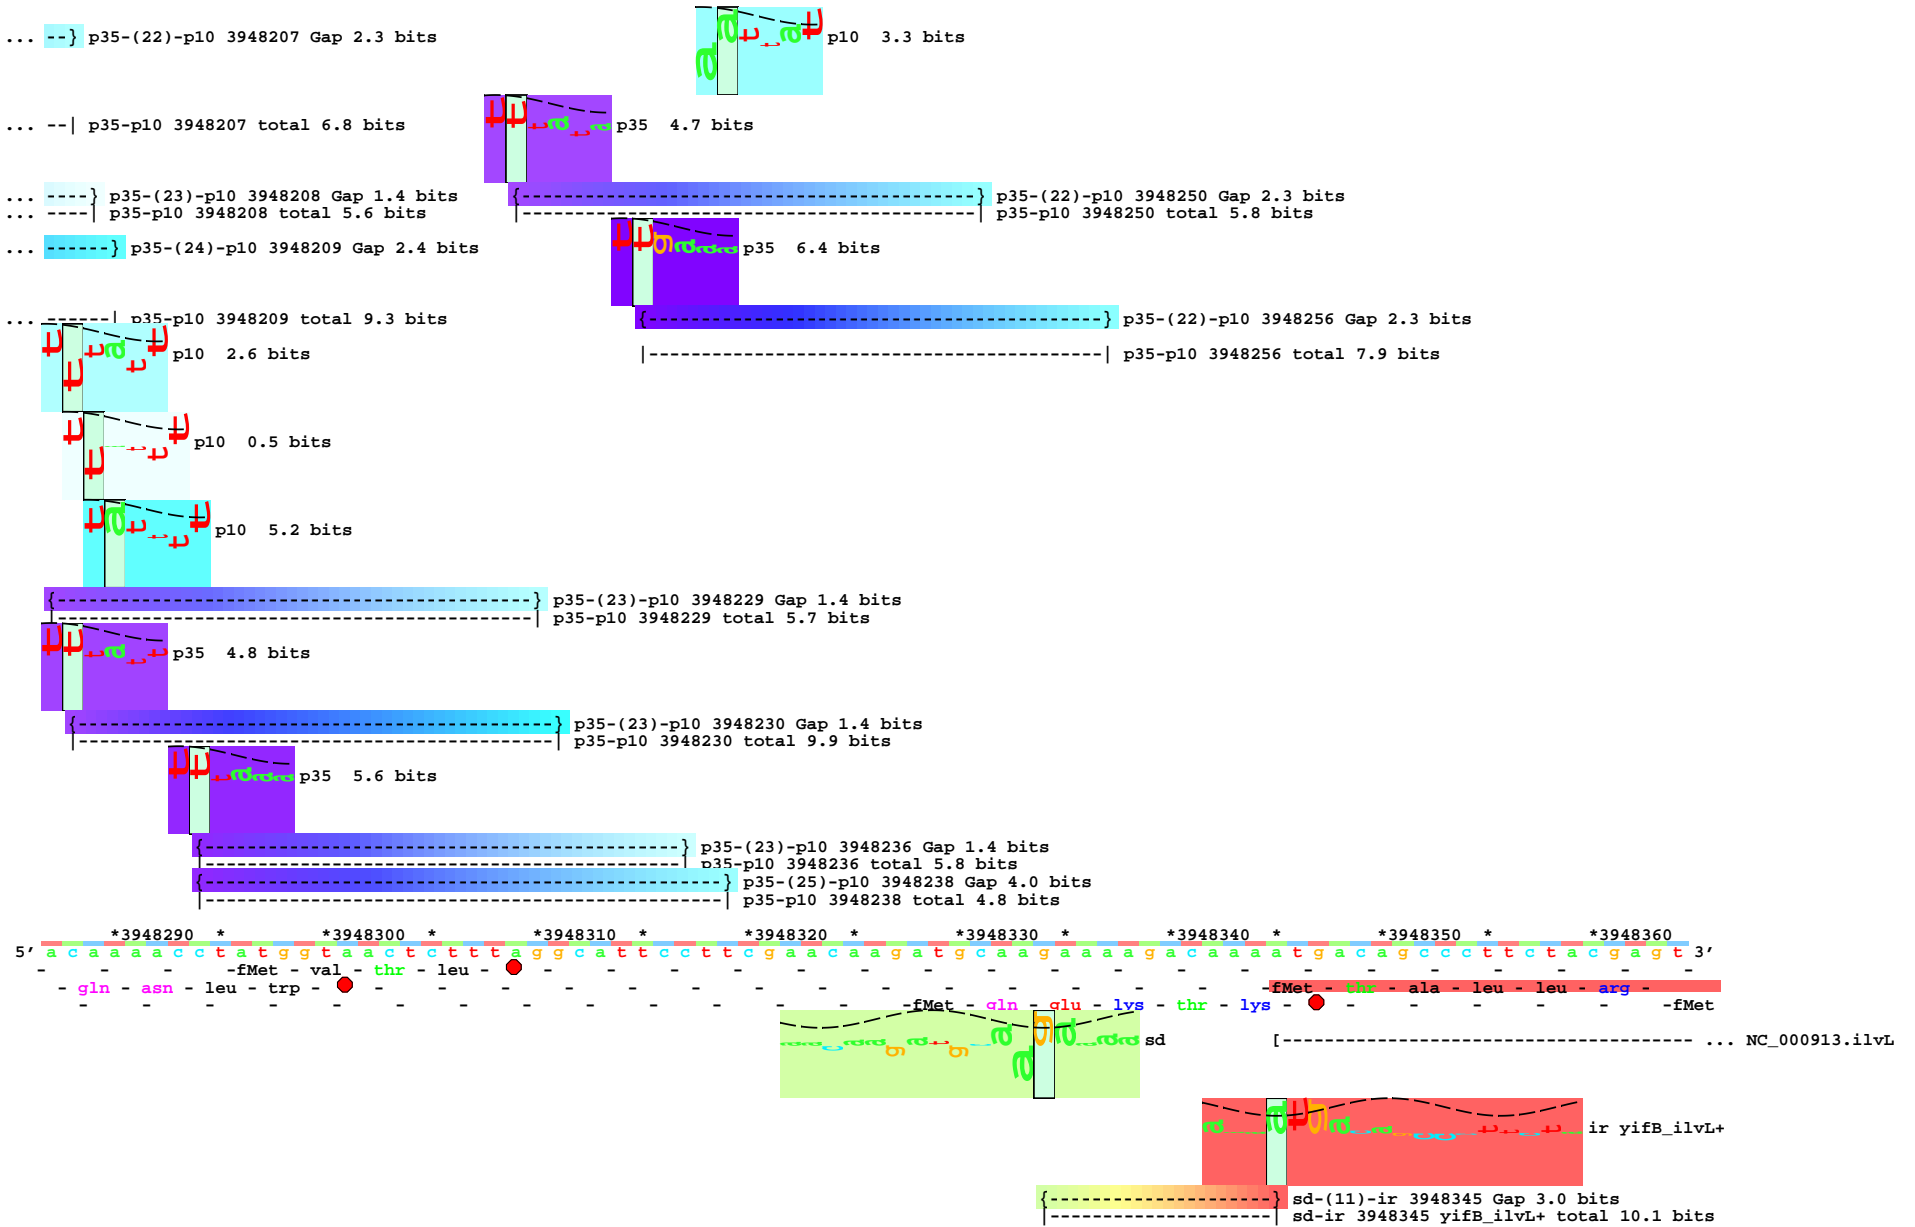 ... --} p35-(22)-p10 3948207 Gap 2.3 bits
p10 3.3 bits
... --| p35-p10 3948207 total 6.8 bits
p35 4.7 bits
... ----} p35-(23)-p10 3948208 Gap 1.4 bits
{--------------------------------------------} p35-(22)-p10 3948250 Gap 2.3 bits
... ----| p35-p10 3948208 total 5.6 bits
|--------------------------------------------| p35-p10 3948250 total 5.8 bits
... ------} p35-(24)-p10 3948209 Gap 2.4 bits
p35 6.4 bits
... ------| p35-p10 3948209 total 9.3 bits
{--------------------------------------------} p35-(22)-p10 3948256 Gap 2.3 bits
p10 2.6 bits
|--------------------------------------------| p35-p10 3948256 total 7.9 bits
p10 0.5 bits
p10 5.2 bits
{----------------------------------------------} p35-(23)-p10 3948229 Gap 1.4 bits
|----------------------------------------------| p35-p10 3948229 total 5.7 bits
p35 4.8 bits
{----------------------------------------------} p35-(23)-p10 3948230 Gap 1.4 bits
|----------------------------------------------| p35-p10 3948230 total 9.9 bits
p35 5.6 bits
{----------------------------------------------} p35-(23)-p10 3948236 Gap 1.4 bits
|----------------------------------------------| p35-p10 3948236 total 5.8 bits
{--------------------------------------------------} p35-(25)-p10 3948238 Gap 4.0 bits
|--------------------------------------------------| p35-p10 3948238 total 4.8 bits
*3948290 * *3948300 * *3948310 * *3948320 * *3948330 * *3948340 * *3948350 * *3948360
5' a c a a a a c c t a t g g t a a c t c t t t a g g c a t t c c t t c g a a c a a g a t g c a a g a a a a g a c a a a a t g a c a g c c c t t c t a c g a g t 3'
- - - - -fMet - val - thr - leu - - - - - - - - - - - - - - - - - - -
- gln - asn - leu - trp - - - - - - - - - - - - - - -fMet - thr - ala - leu - leu - arg -
- - - - - - - - - - - - - -fMet - gln - glu - lys - thr - lys - - - - - - -fMet
sd
[--------------------------------------- ... NC_000913.ilvL
ir yifB_ilvL+
{----------------------} sd-(11)-ir 3948345 Gap 3.0 bits
|----------------------| sd-ir 3948345 yifB_ilvL+ total 10.1 bits